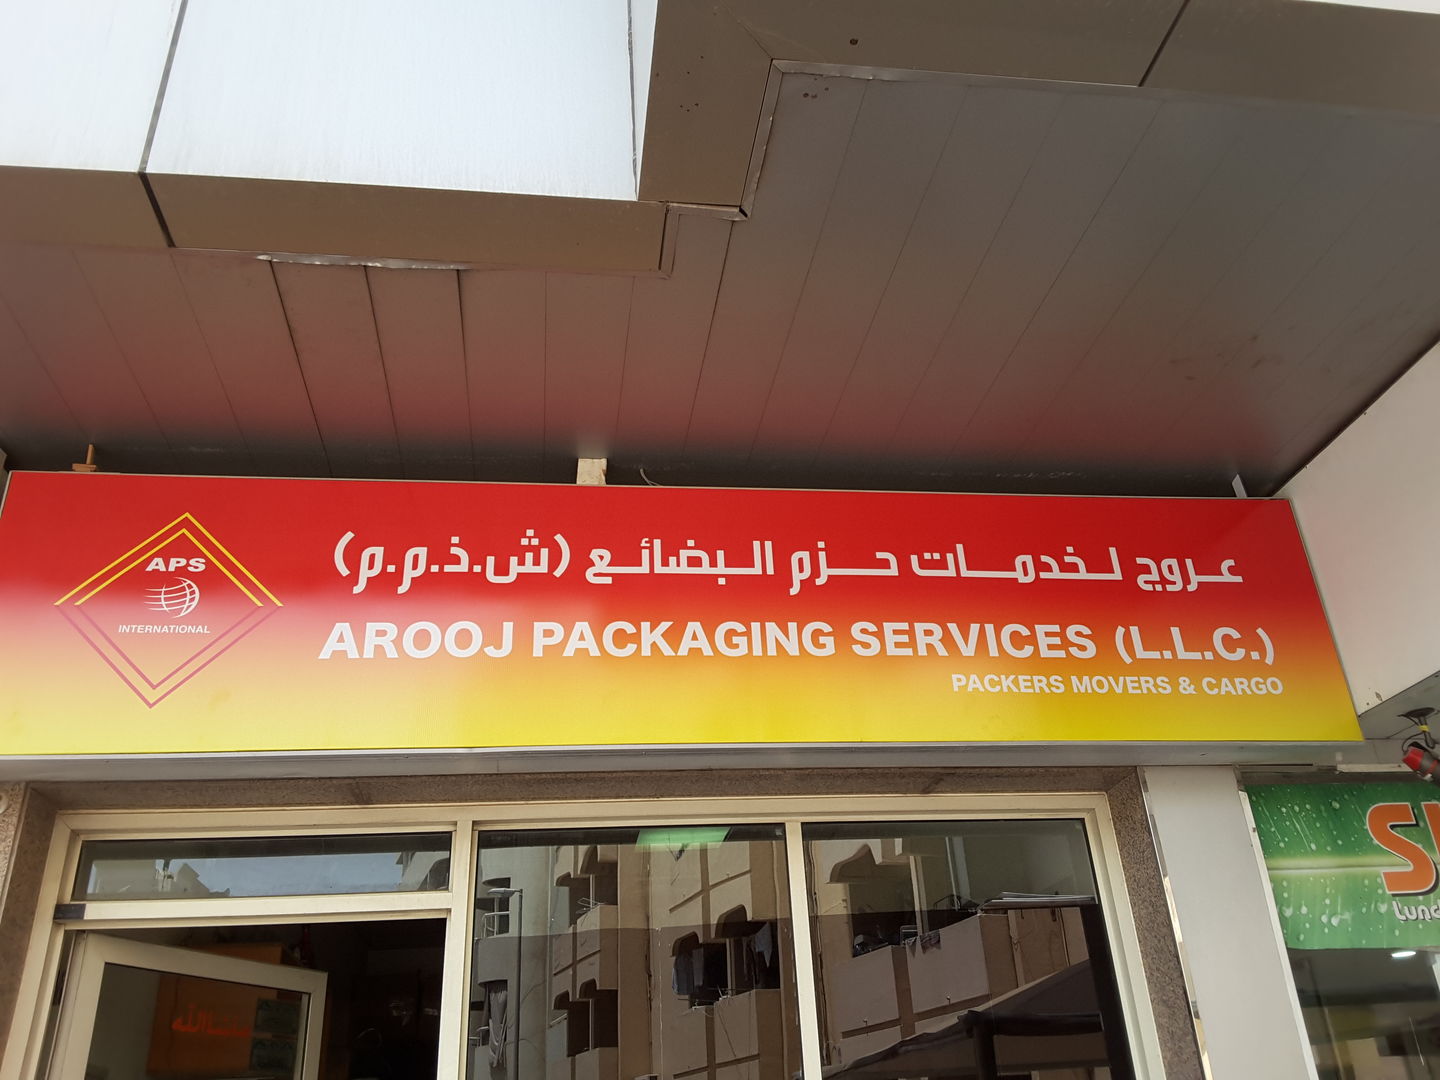 APS
INTERNATIONAL
عروج لخدمات حزم البضائع (ش.ذ.م.م)
AROOJ PACKAGING SERVICES (L.L.C.)
PACKERS MOVERS & CARGO